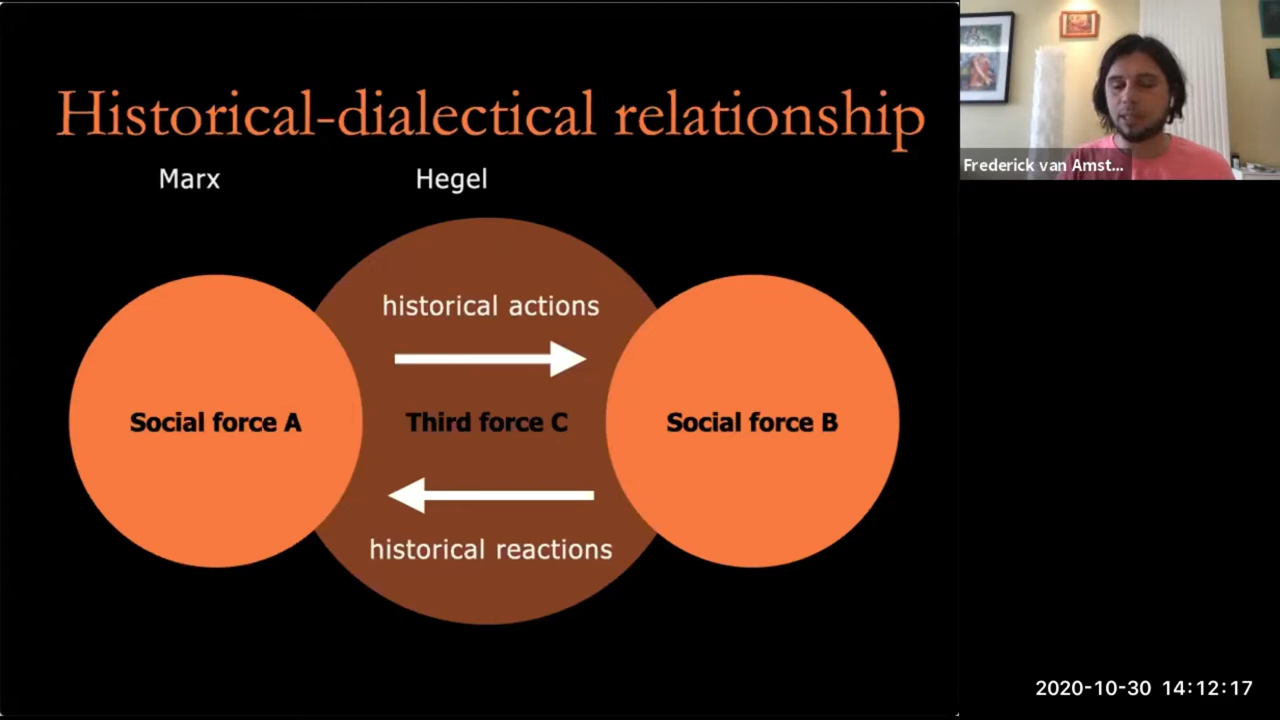 Historical-dialectical relationship
Marx Hegel
historical actions
Social force A Third force C Social force B
historical reactions
Frederick van Amst...
2020-10-30 14:12:17